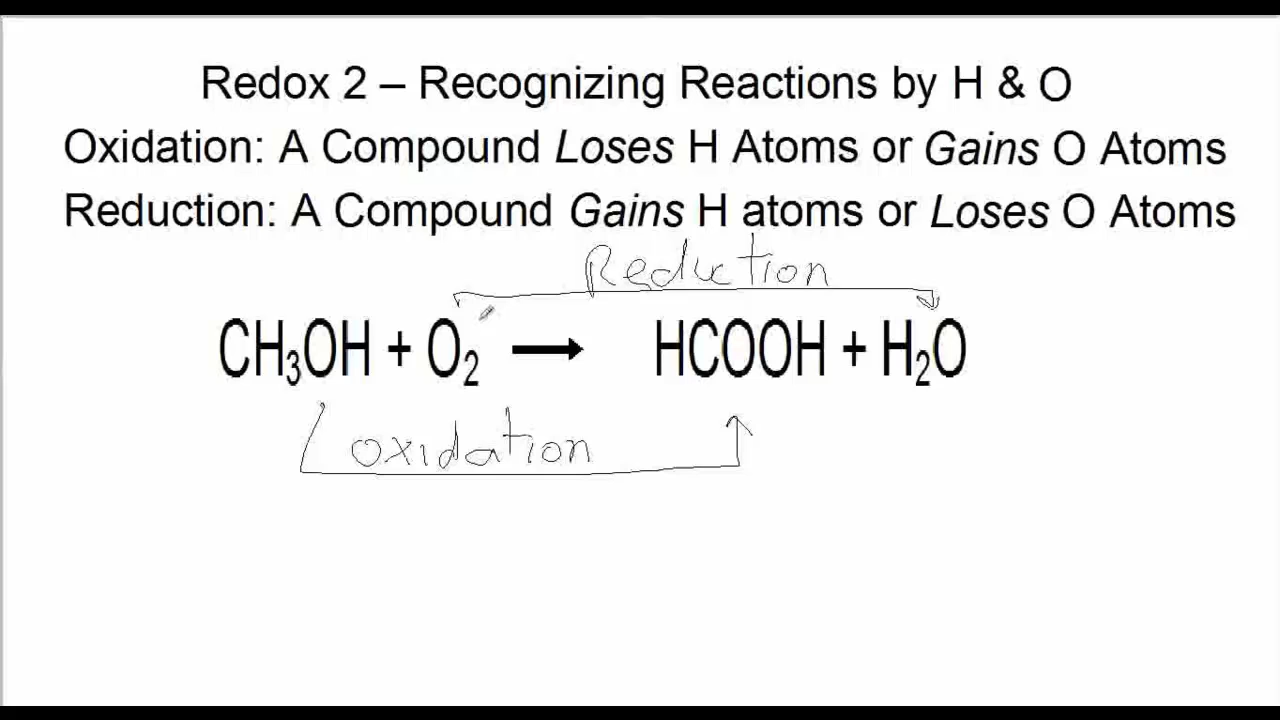 Redox 2 – Recognizing Reactions by H & O
Oxidation: A Compound Loses H Atoms or Gains O Atoms
Reduction: A Compound Gains H atoms or Loses O Atoms
Reduction
CH₃OH + O₂ → HCOOH + H₂O
oxidation